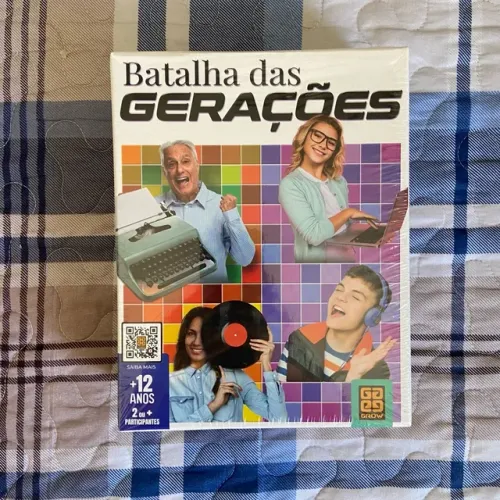 Batalha das
GERAÇÕES
SAIBA MAIS
+12
ANOS
2 ou +
PARTICIPANTES
GROW